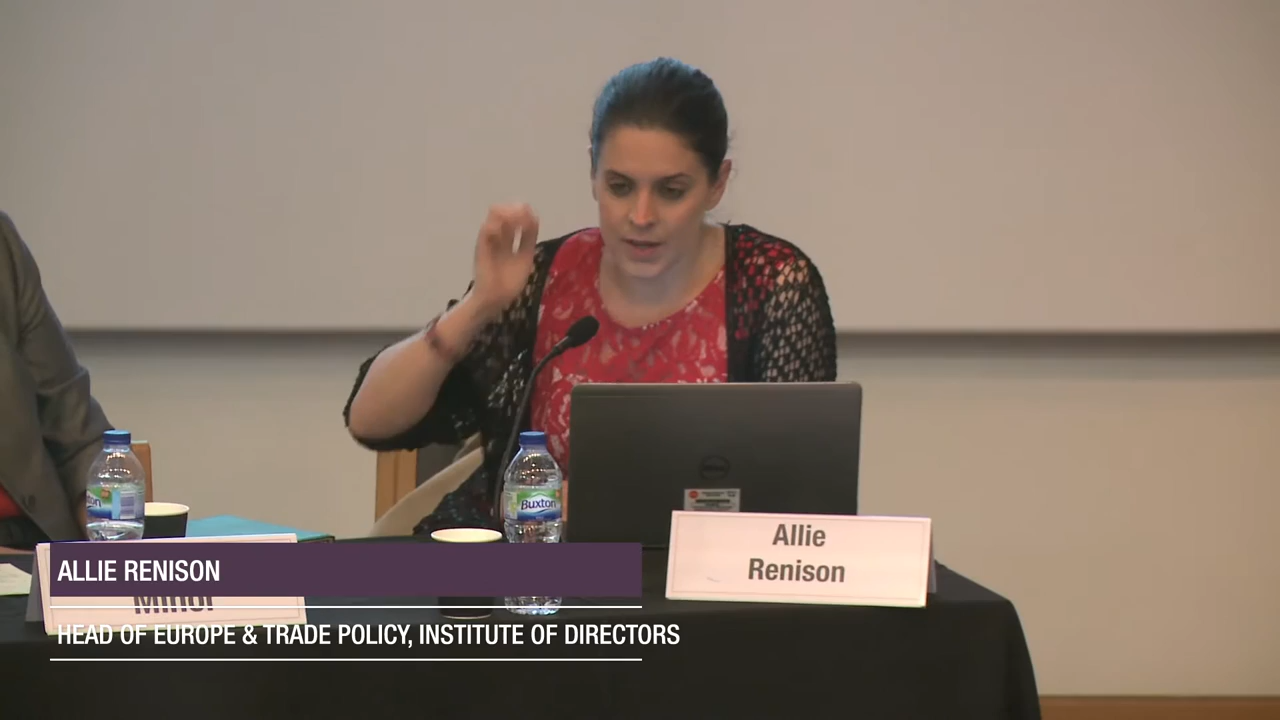 Buxton
DELL
Allie
Renison
ALLIE RENISON
HEAD OF EUROPE & TRADE POLICY, INSTITUTE OF DIRECTORS